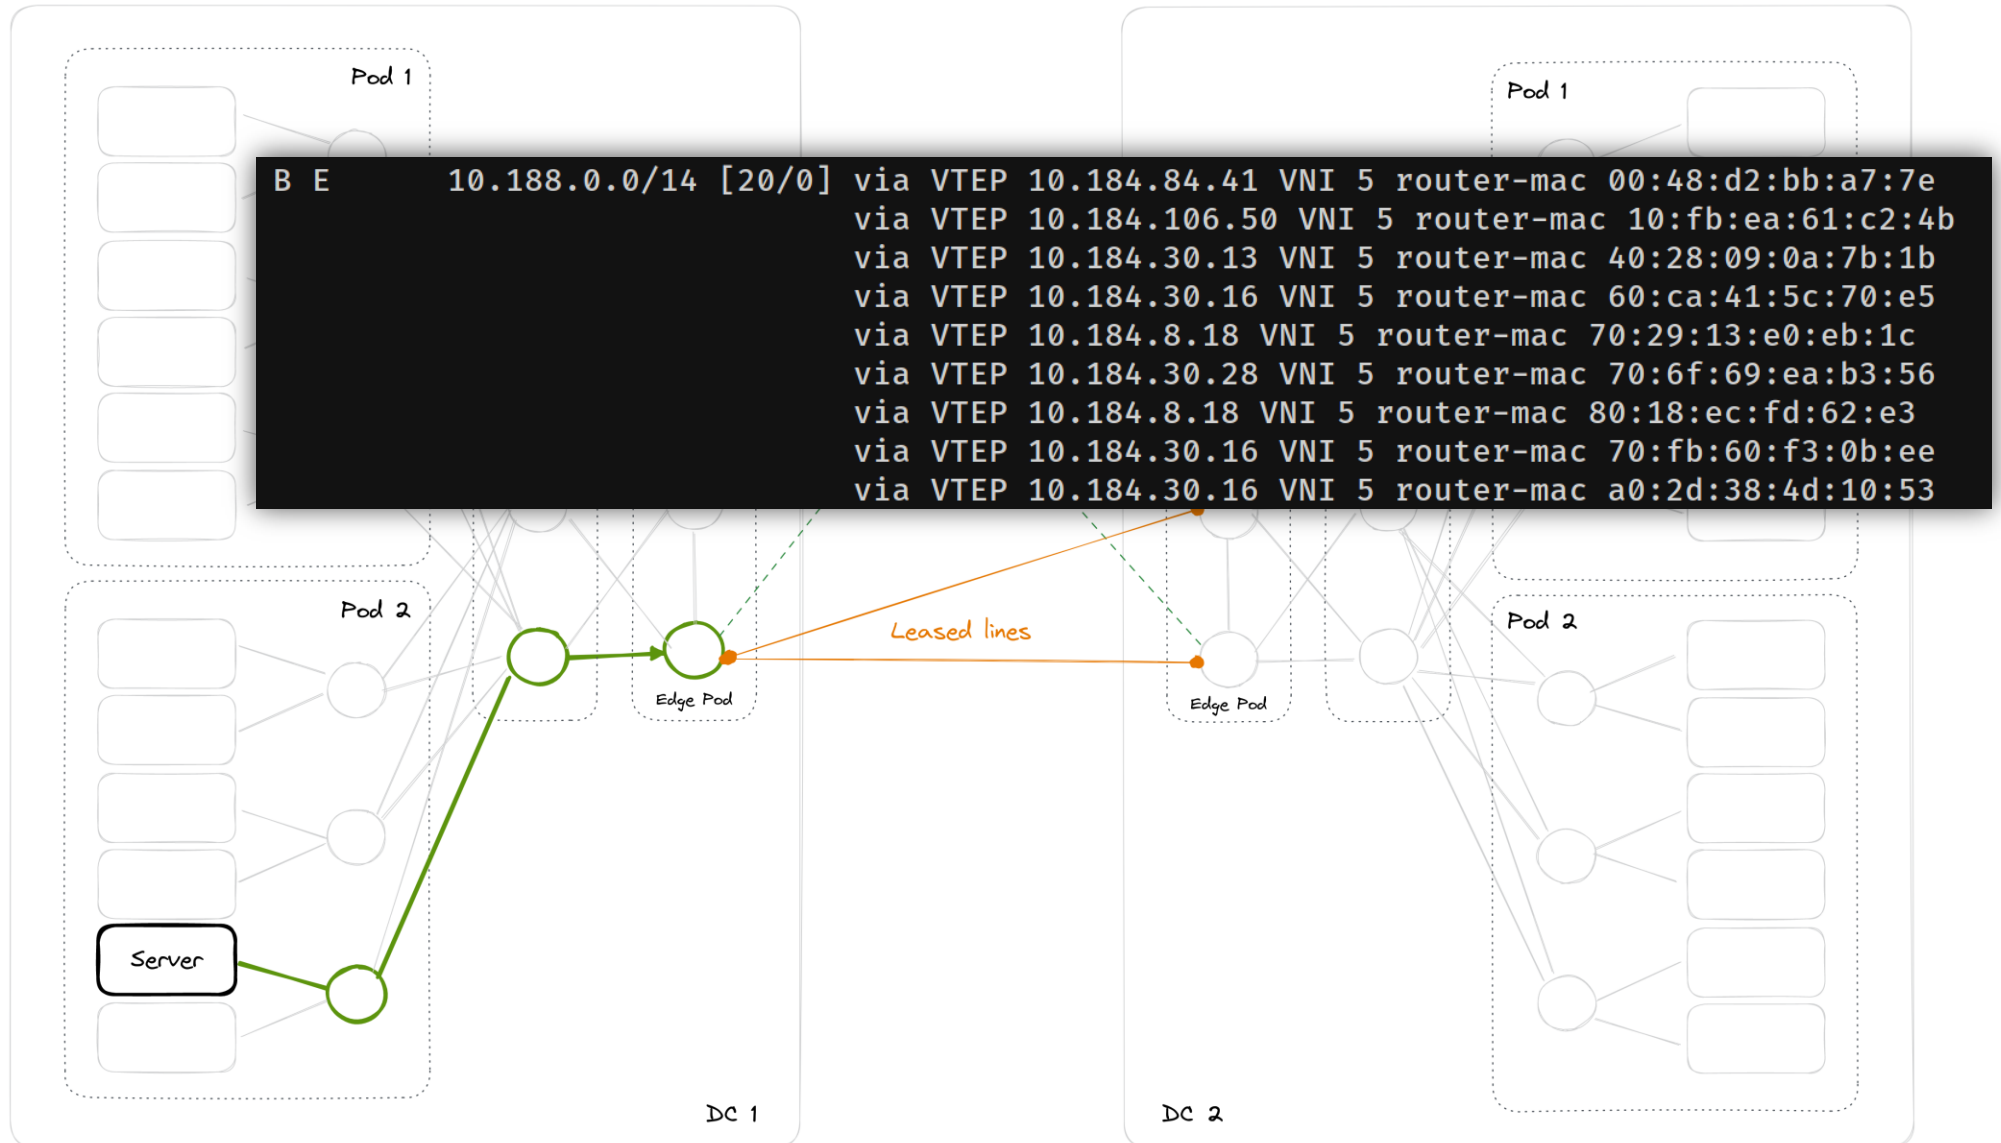 Pod 1
Pod 1
B E      10.188.0.0/14 [20/0] via VTEP 10.184.84.41 VNI 5 router-mac 00:48:d2:bb:a7:7e
via VTEP 10.184.106.50 VNI 5 router-mac 10:fb:ea:61:c2:4b
via VTEP 10.184.30.13 VNI 5 router-mac 40:28:09:0a:7b:1b
via VTEP 10.184.30.16 VNI 5 router-mac 60:ca:41:5c:70:e5
via VTEP 10.184.8.18 VNI 5 router-mac 70:29:13:e0:eb:1c
via VTEP 10.184.30.28 VNI 5 router-mac 70:6f:69:ea:b3:56
via VTEP 10.184.8.18 VNI 5 router-mac 80:18:ec:fd:62:e3
via VTEP 10.184.30.16 VNI 5 router-mac 70:fb:60:f3:0b:ee
via VTEP 10.184.30.16 VNI 5 router-mac a0:2d:38:4d:10:53
Pod 2
Leased lines
Pod 2
Edge Pod
Edge Pod
Server
DC 1
DC 2